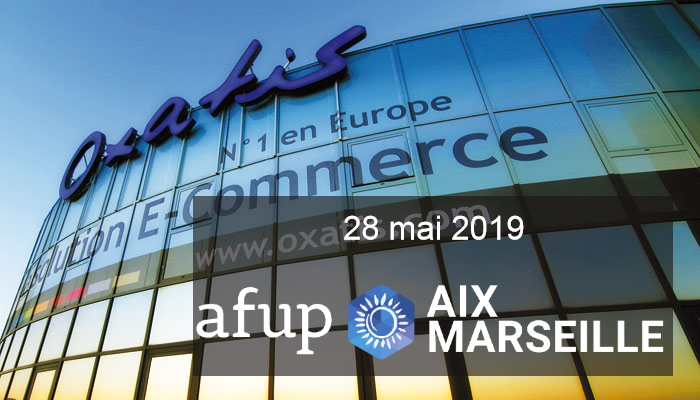 Oxatis
N°1 en Europe
solution E-Commerce
www.oxatis.com
28 mai 2019
afup
AIX
MARSEILLE